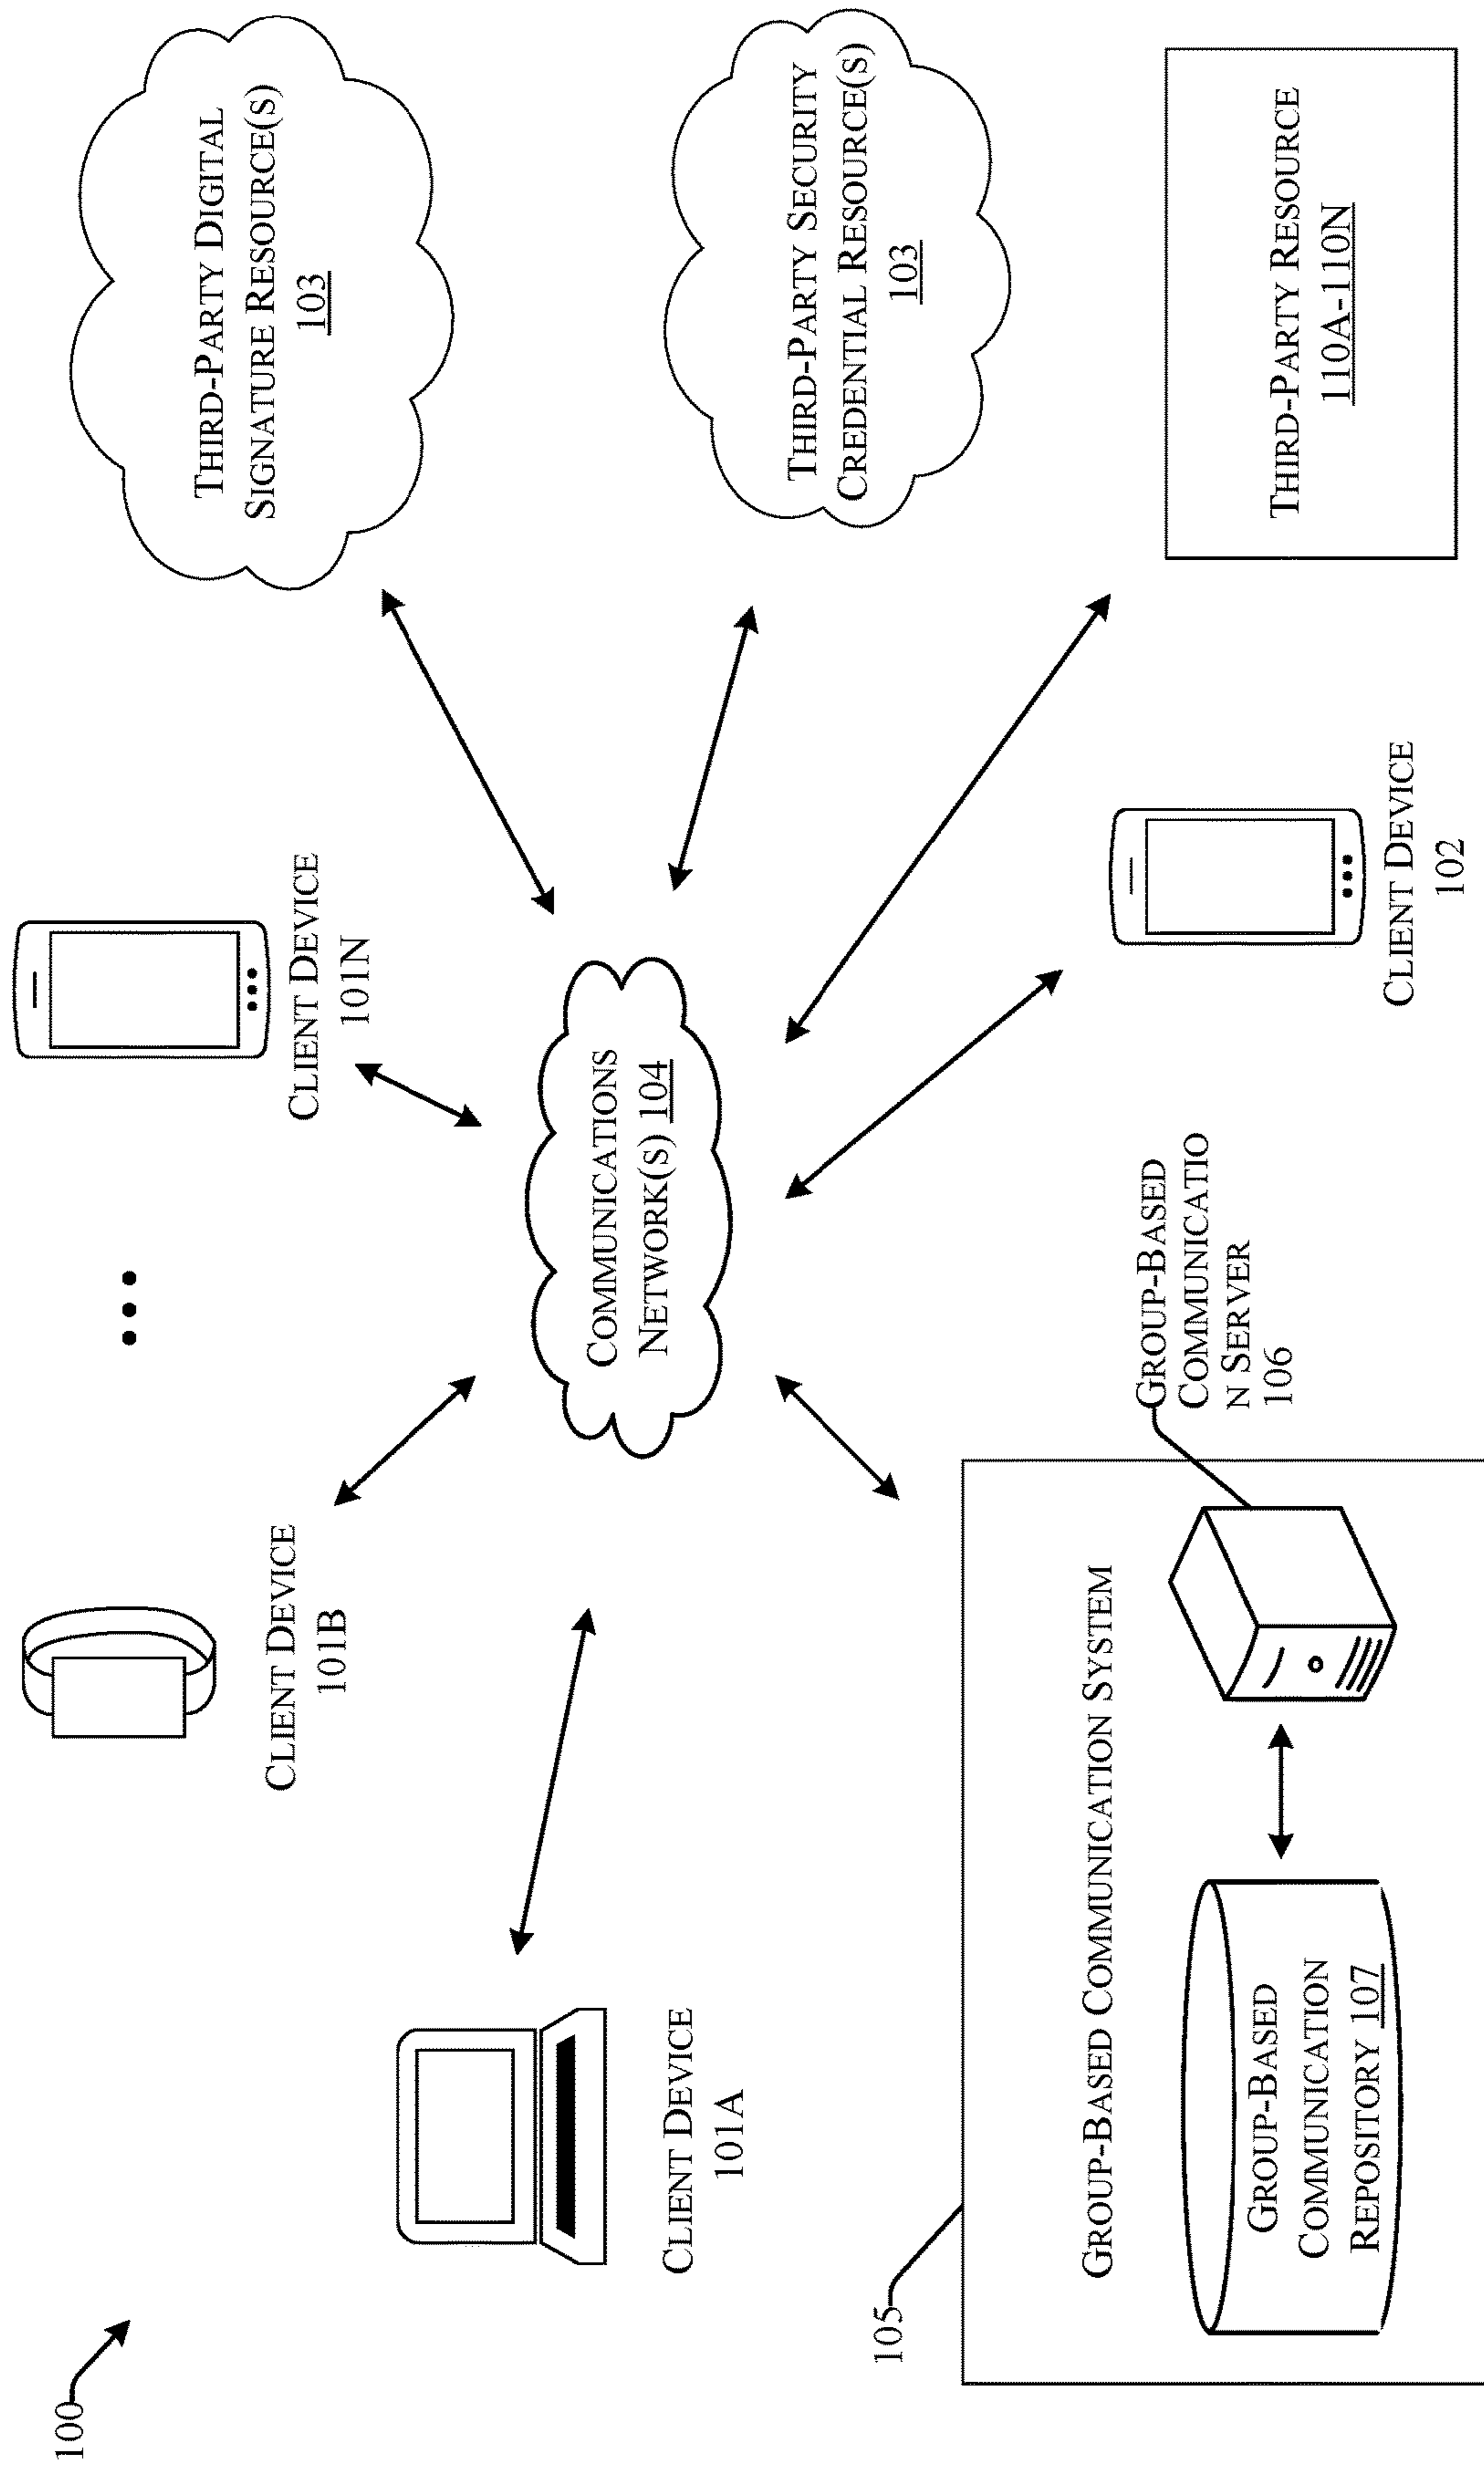 100
CLIENT DEVICE
101A
CLIENT DEVICE
101B
CLIENT DEVICE
101N
THIRD-PARTY DIGITAL
SIGNATURE RESOURCE(S)
103
COMMUNICATIONS
NETWORK(S) 104
THIRD-PARTY SECURITY
CREDENTIAL RESOURCE(S)
103
105
GROUP-BASED COMMUNICATION SYSTEM
GROUP-BASED
COMMUNICATION
REPOSITORY 107
GROUP-BASED
COMMUNICATIO
N SERVER
106
CLIENT DEVICE
102
THIRD-PARTY RESOURCE
110A-110N